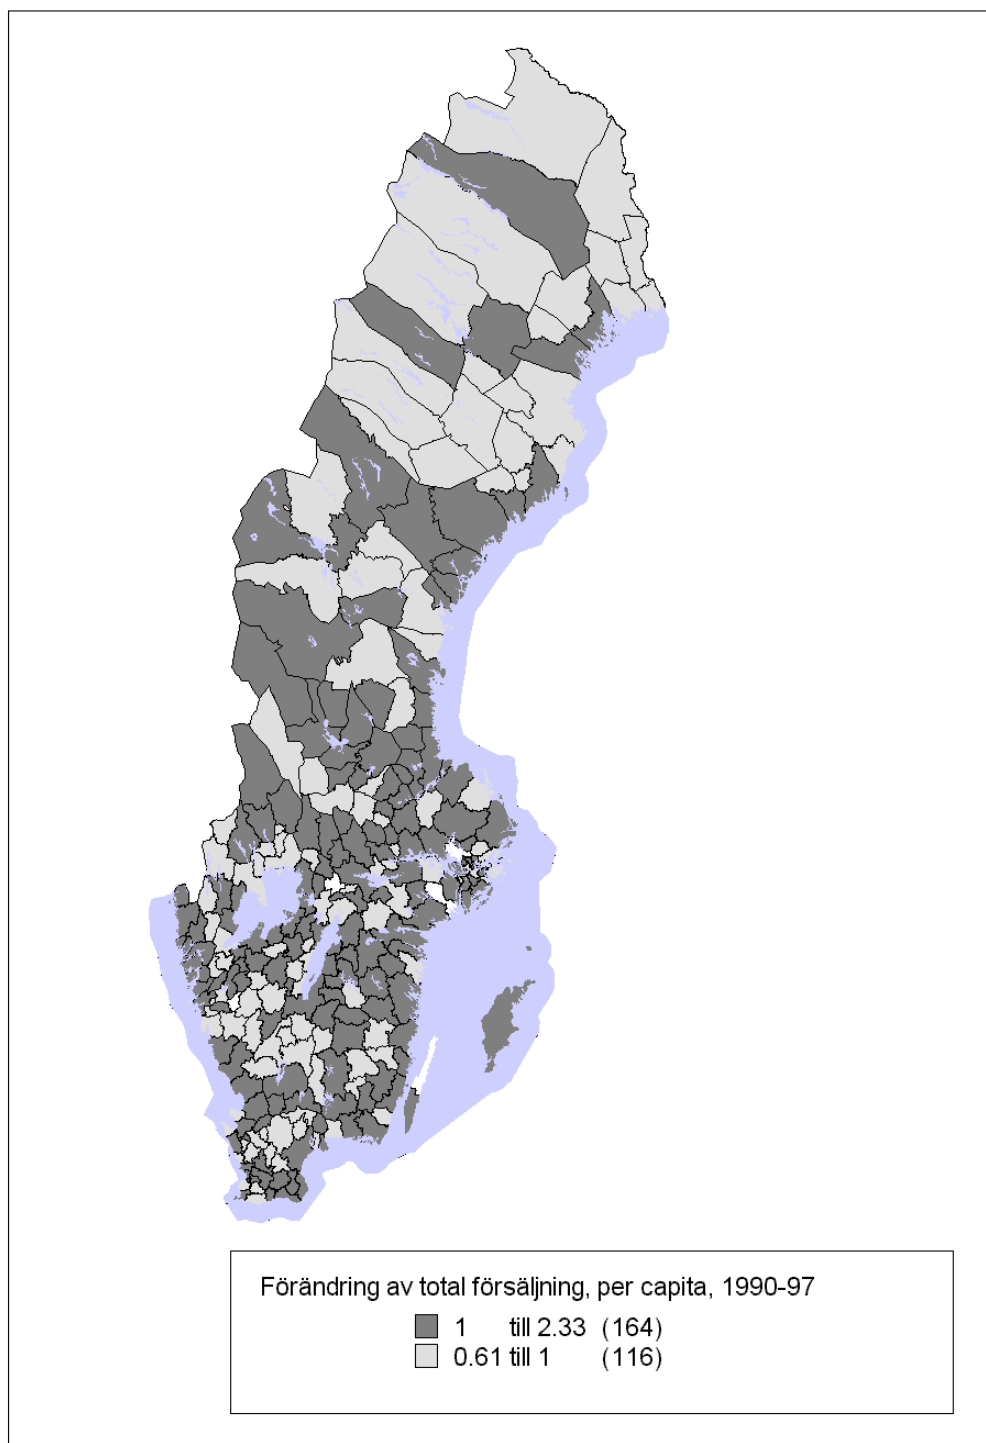 Förändring av total försäljning, per capita, 1990-97
1 till 2.33 (164)
0.61 till 1 (116)